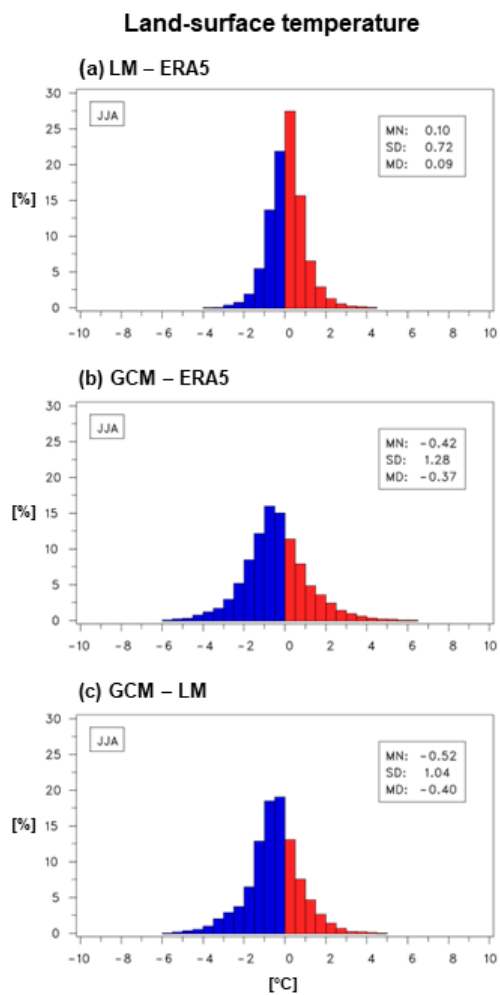 Land-surface temperature
(a) LM – ERA5
30
25
20
15
10
5
0
[%]
JJA
MN: 0.10
SD: 0.72
MD: 0.09
−10 −8 −6 −4 −2 0 2 4 6 8 10
(b) GCM – ERA5
30
25
20
15
10
5
0
[%]
JJA
MN: −0.42
SD: 1.28
MD: −0.37
−10 −8 −6 −4 −2 0 2 4 6 8 10
(c) GCM – LM
30
25
20
15
10
5
0
[%]
JJA
MN: −0.52
SD: 1.04
MD: −0.40
−10 −8 −6 −4 −2 0 2 4 6 8 10
[°C]